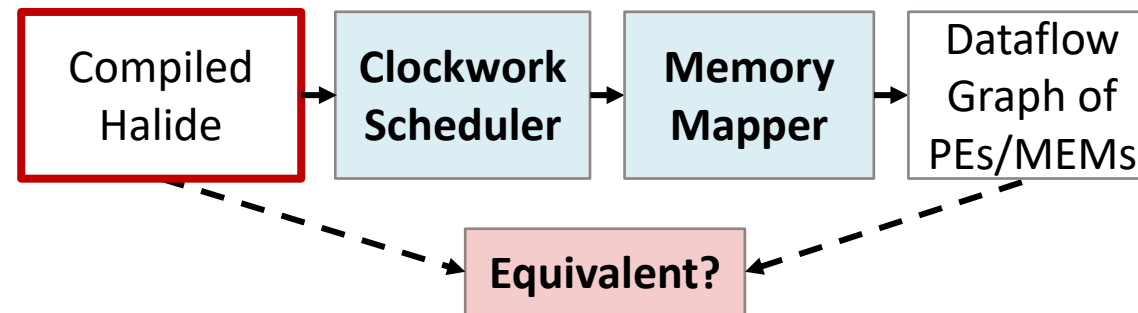 Compiled
Halide
Clockwork
Scheduler
Memory
Mapper
Dataflow
Graph of
PEs/MEMs
Equivalent?